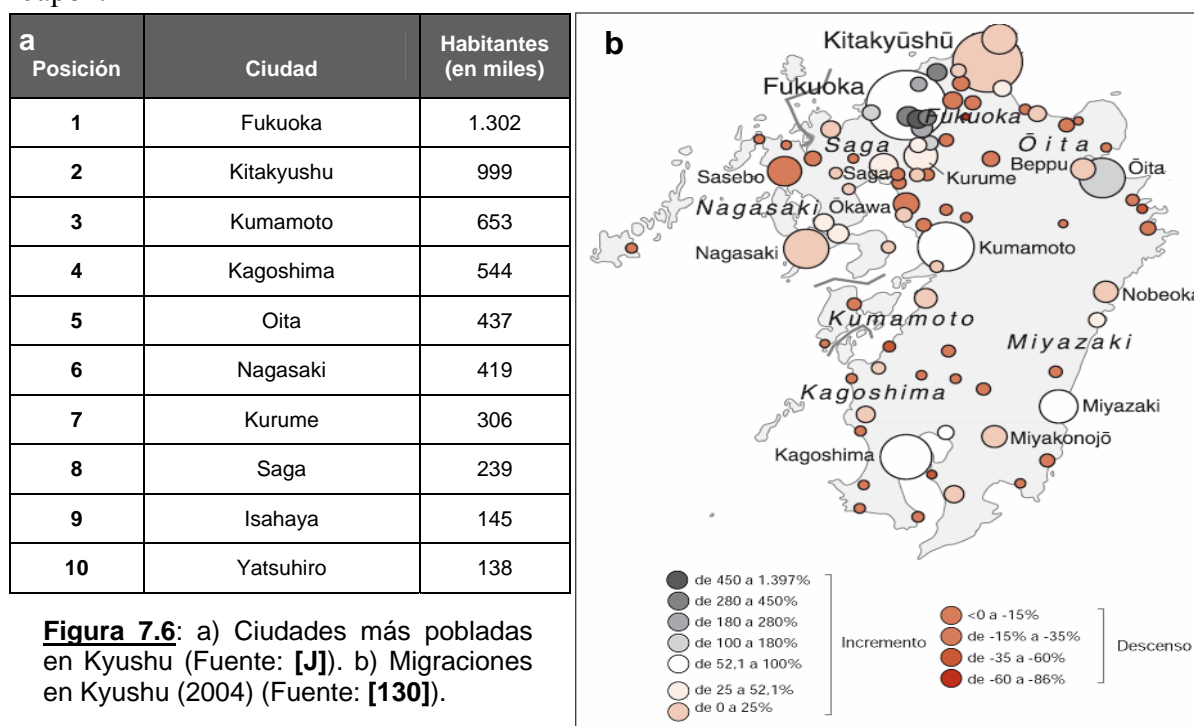 a
Posición Ciudad Habitantes
(en miles)
1 Fukuoka 1.302
2 Kitakyushu 999
3 Kumamoto 653
4 Kagoshima 544
5 Oita 437
6 Nagasaki 419
7 Kurume 306
8 Saga 239
9 Isahaya 145
10 Yatsuhiro 138
Figura 7.6: a) Ciudades más pobladas
en Kyushu (Fuente: [J]). b) Migraciones
en Kyushu (2004) (Fuente: [130]).
b
Kitakyūshū
Fukuoka
Fukuoka
Saga
Ōita
Beppu
Ōita
Sasebo
Saga
Kurume
Nagasaki
Ōkawa
Nagasaki
Kumamoto
Nobeoka
Kumamoto
Miyazaki
Kagoshima
Miyazaki
Miyakonojō
Kagoshima
de 450 a 1.397%
de 280 a 450%
de 180 a 280%
de 100 a 180%
de 52,1 a 100%
de 25 a 52,1%
de 0 a 25%
Incremento
<0 a -15%
de -15% a -35%
de -35 a -60%
de -60 a -86%
Descenso